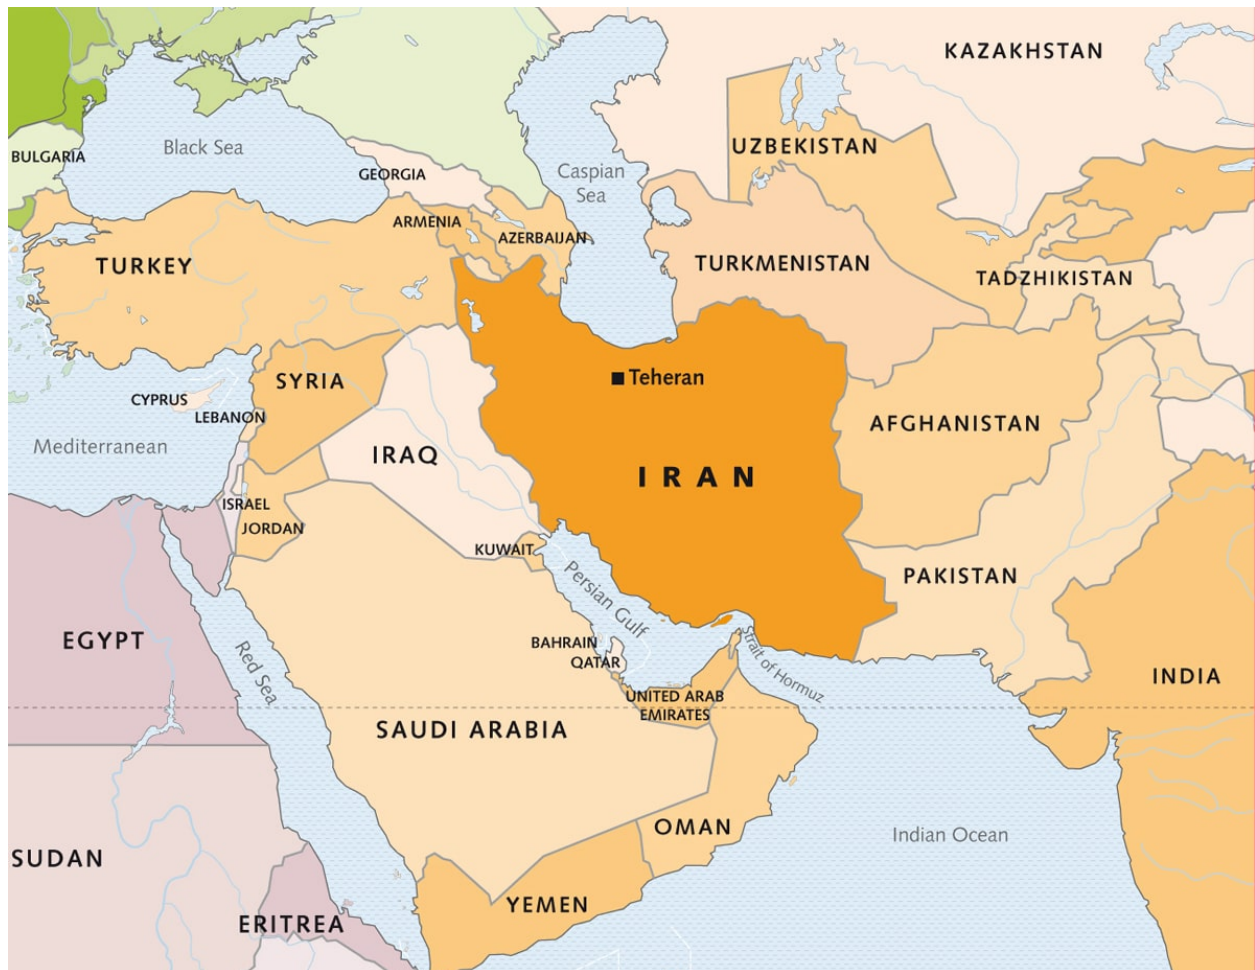 KAZAKHSTAN
Black Sea
UZBEKISTAN
BULGARIA
GEORGIA
Caspian
Sea
ARMENIA
AZERBAIJAN
TURKEY
TURKMENISTAN
TADZHIKISTAN
Teheran
SYRIA
CYPRUS
LEBANON
AFGHANISTAN
Mediterranean
IRAQ
IRAN
ISRAEL
JORDAN
KUWAIT
PAKISTAN
Persian Gulf
EGYPT
BAHRAIN
QATAR
Strait of Hormuz
Red Sea
INDIA
UNITED ARAB
EMIRATES
SAUDI ARABIA
OMAN
Indian Ocean
SUDAN
YEMEN
ERITREA